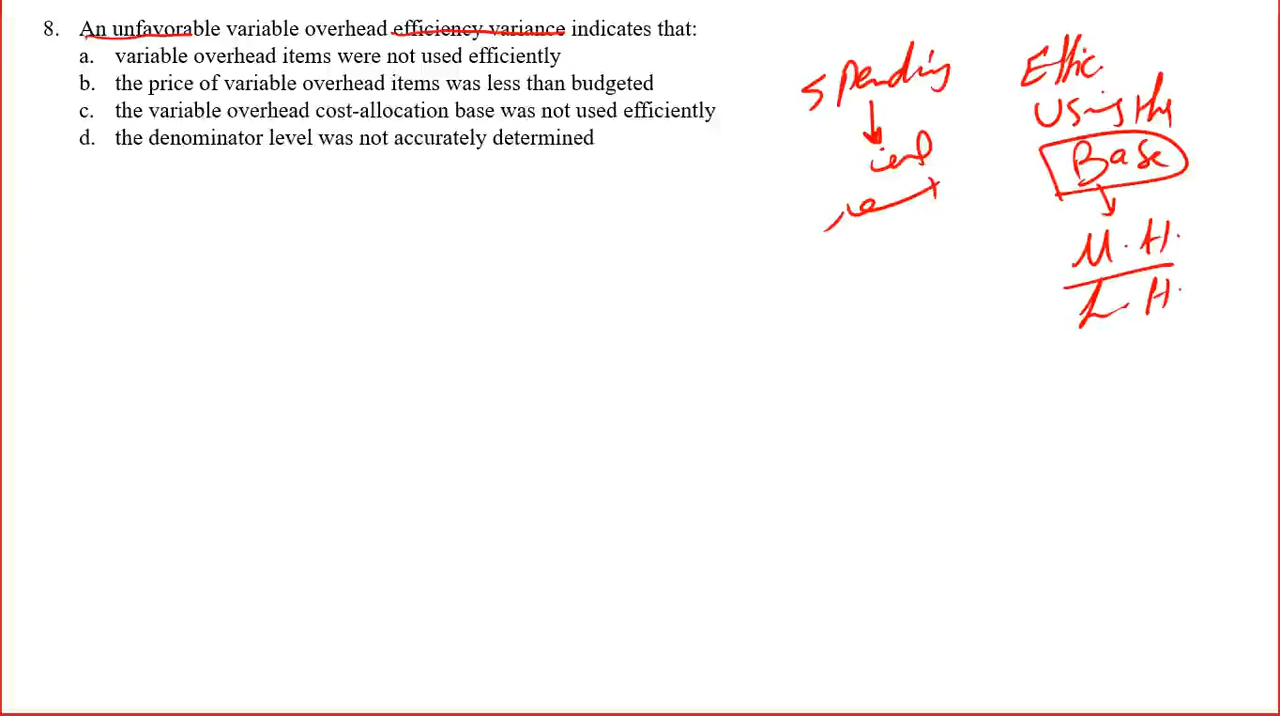 8. An unfavorable variable overhead efficiency variance indicates that:
a. variable overhead items were not used efficiently
b. the price of variable overhead items was less than budgeted
c. the variable overhead cost-allocation base was not used efficiently
d. the denominator level was not accurately determined
spending
سعر
Effic
Using the
Base
M.H.
L H.